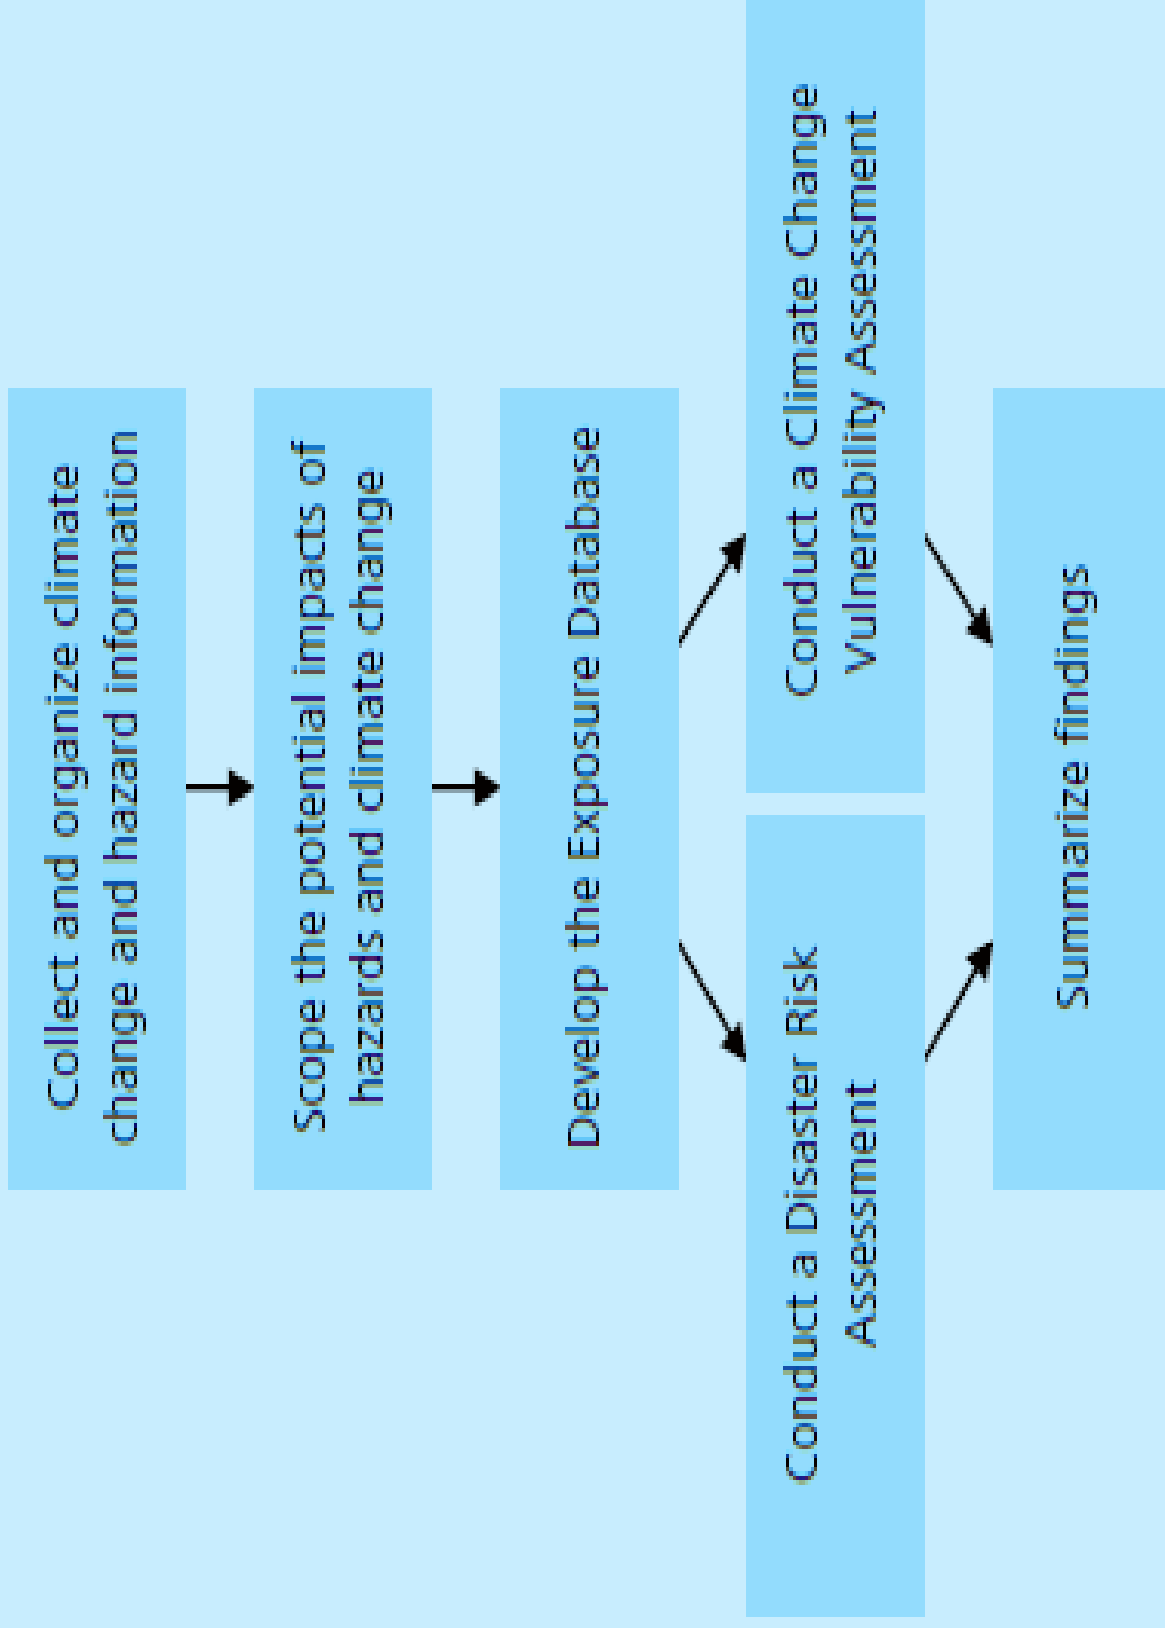 Collect and organize climate
change and hazard information
Scope the potential impacts of
hazards and climate change
Develop the Exposure Database
Conduct a Disaster Risk
Assessment
Conduct a Climate Change
Vulnerability Assessment
Summarize findings